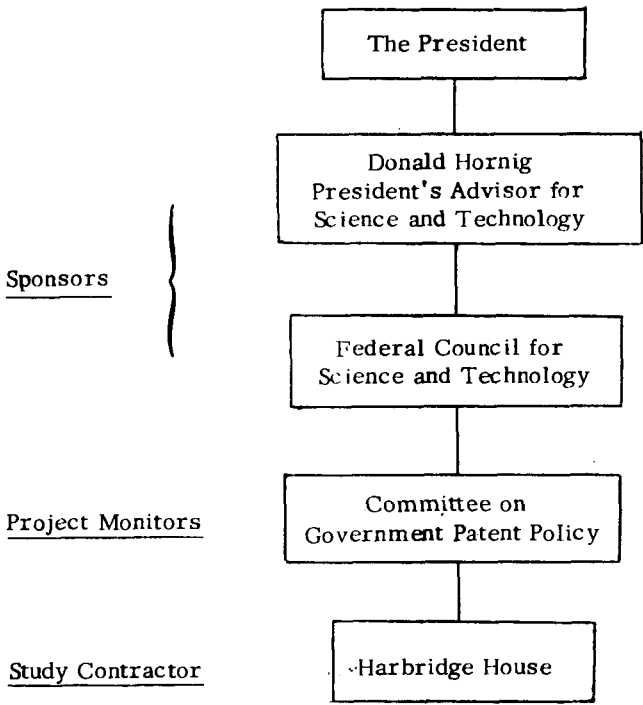 The President
Donald Hornig
President's Advisor for
Science and Technology
Sponsors
Federal Council for
Science and Technology
Project Monitors
Committee on
Government Patent Policy
Study Contractor
Harbridge House